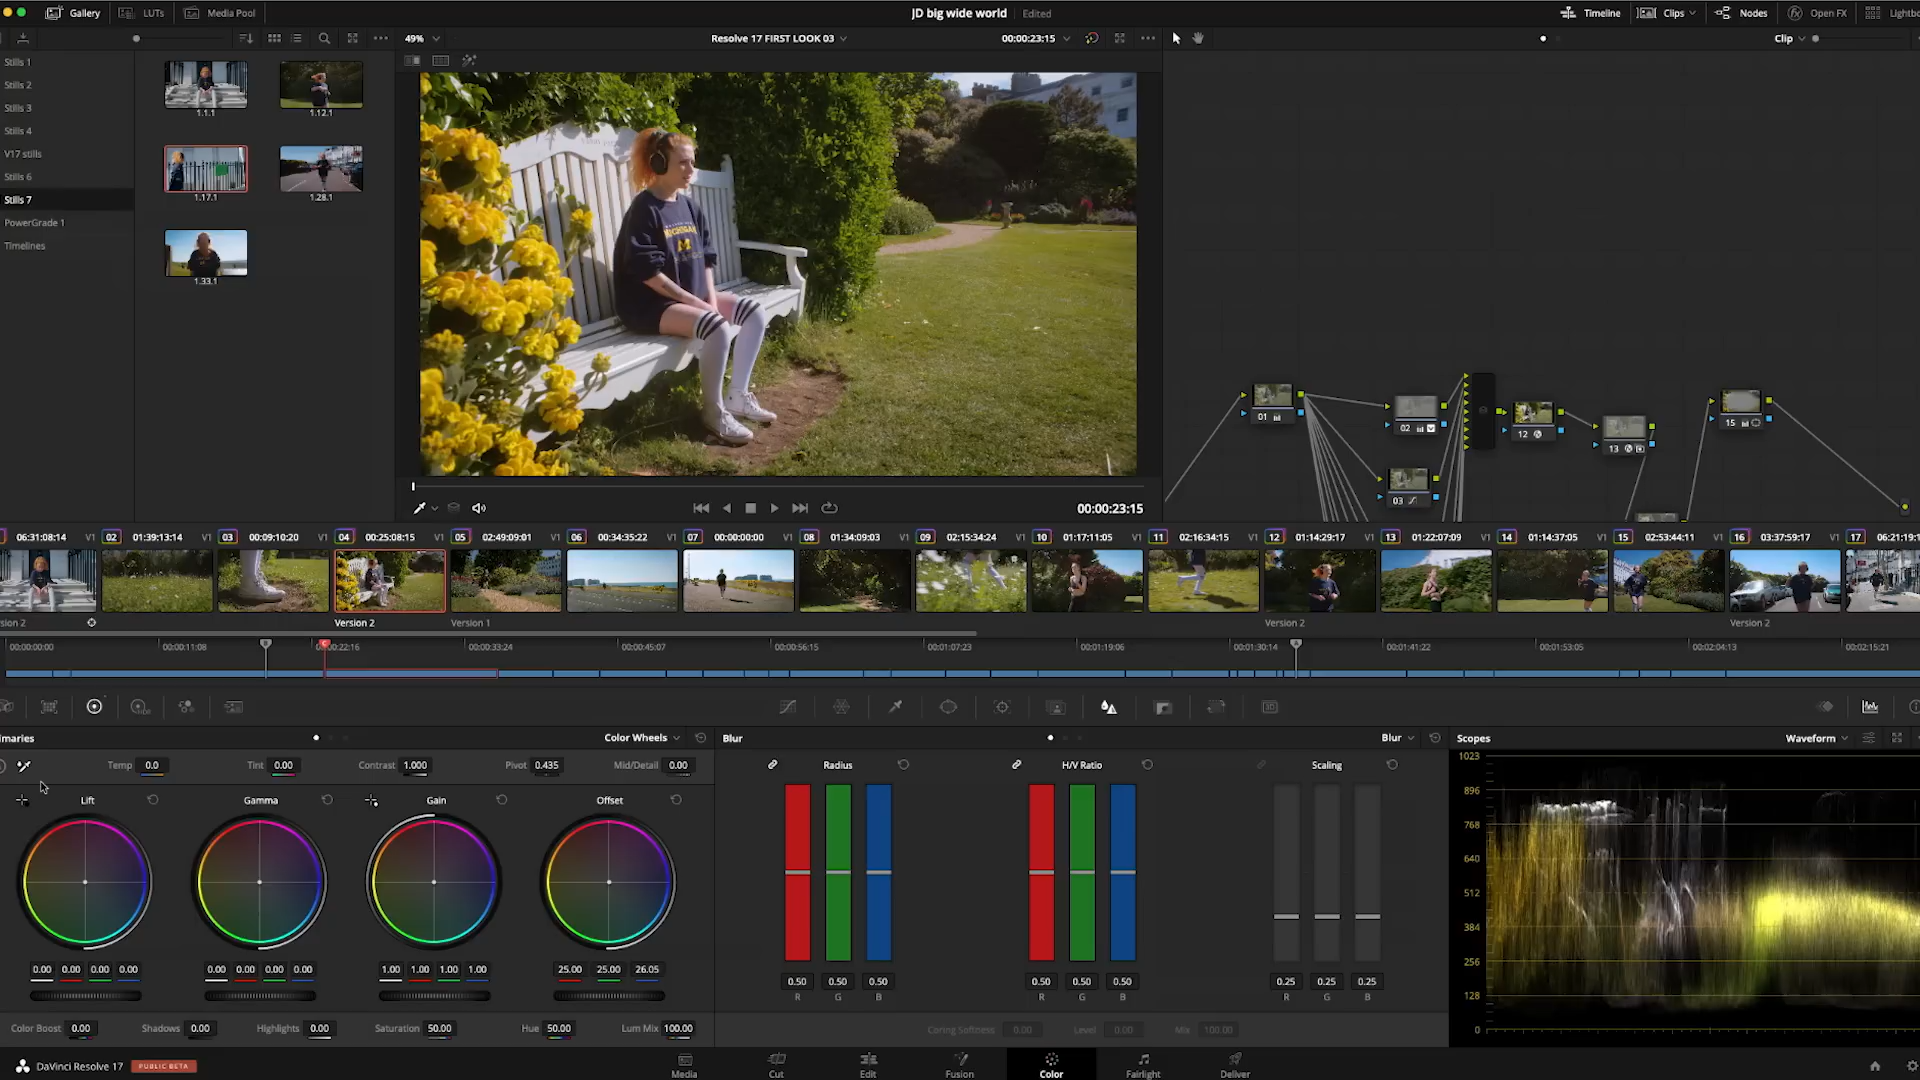 Gallery LUTs Media Pool JD big wide world Edited Timeline Clips Nodes Open FX Lightbo
49% Resolve 17 FIRST LOOK 03 00:00:23:15 Clip
Stills 1
Stills 2
Stills 3
Stills 4
V17 stills
Stills 6
Stills 7
PowerGrade 1
Timelines
1.1.1 1.12.1
1.17.1 1.28.1
1.33.1
MICHIGAN
M
01 02 12 13 15
03
00:00:23:15
06:31:08:14 V1 02 01:39:13:14 V1 03 00:09:10:20 V1 04 00:25:08:15 V1 05 02:49:09:01 V1 06 00:34:35:22 V1 07 00:00:00:00 V1 08 01:34:09:03 V1 09 02:15:34:24 V1 10 01:17:11:05 V1 11 02:16:34:15 V1 12 01:14:29:17 V1 13 01:22:07:09 V1 14 01:14:37:05 V1 15 02:53:44:11 V1 16 03:37:59:17 V1 17 06:21:19:1
sion 2 Version 2 Version 1 Version 2 Version 2
00:00:00:00 00:00:11:08 00:00:22:16 00:00:33:24 00:00:45:07 00:00:56:15 00:01:07:23 00:01:19:06 00:01:30:14 00:01:41:22 00:01:53:05 00:02:04:13 00:02:15:21
imaries Color Wheels Blur Blur Scopes Waveform
Temp 0.0 Tint 0.00 Contrast 1.000 Pivot 0.435 Mid/Detail 0.00 Radius H/V Ratio Scaling
Lift Gamma Gain Offset
0.00 0.00 0.00 0.00 0.00 0.00 0.00 0.00 1.00 1.00 1.00 1.00 25.00 25.00 26.05
0.50 0.50 0.50 0.50 0.50 0.50 0.25 0.25 0.25
R G B R G B R G B
Color Boost 0.00 Shadows 0.00 Highlights 0.00 Saturation 50.00 Hue 50.00 Lum Mix 100.00 Coring Softness 0.00 Level 0.00 Mix 100.00
1023
896
768
640
512
384
256
128
0
DaVinci Resolve 17 PUBLIC BETA Media Cut Edit Fusion Color Fairlight Deliver